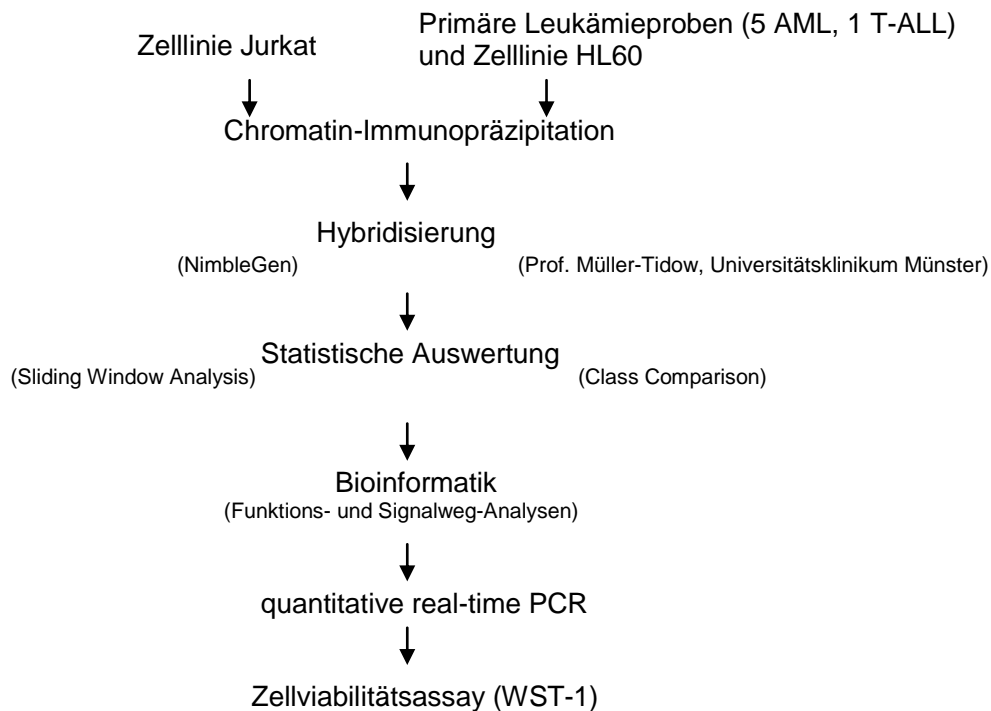 Zelllinie Jurkat
Primäre Leukämieproben (5 AML, 1 T-ALL)
und Zelllinie HL60
Chromatin-Immunopräzipitation
Hybridisierung
(NimbleGen)
(Prof. Müller-Tidow, Universitätsklinikum Münster)
Statistische Auswertung
(Sliding Window Analysis)
(Class Comparison)
Bioinformatik
(Funktions- und Signalweg-Analysen)
quantitative real-time PCR
Zellviabilitätsassay (WST-1)